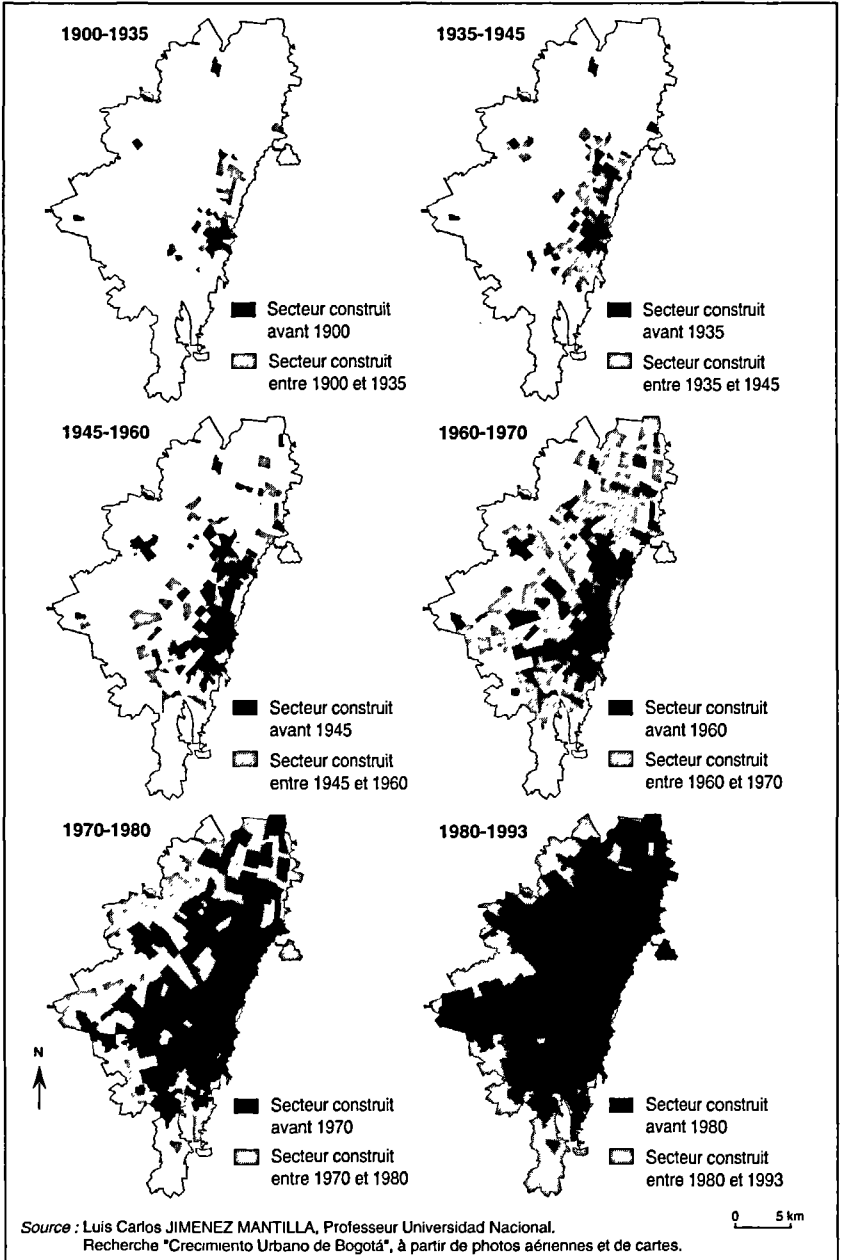 1900-1935
Secteur construit
avant 1900
Secteur construit
entre 1900 et 1935
1935-1945
Secteur construit
avant 1935
Secteur construit
entre 1935 et 1945
1945-1960
Secteur construit
avant 1945
Secteur construit
entre 1945 et 1960
1960-1970
Secteur construit
avant 1960
Secteur construit
entre 1960 et 1970
1970-1980
N
Secteur construit
avant 1970
Secteur construit
entre 1970 et 1980
1980-1993
Secteur construit
avant 1980
Secteur construit
entre 1980 et 1993
0 5 km
Source : Luis Carlos JIMENEZ MANTILLA, Professeur Universidad Nacional.
Recherche "Crecimiento Urbano de Bogotá", à partir de photos aériennes et de cartes.